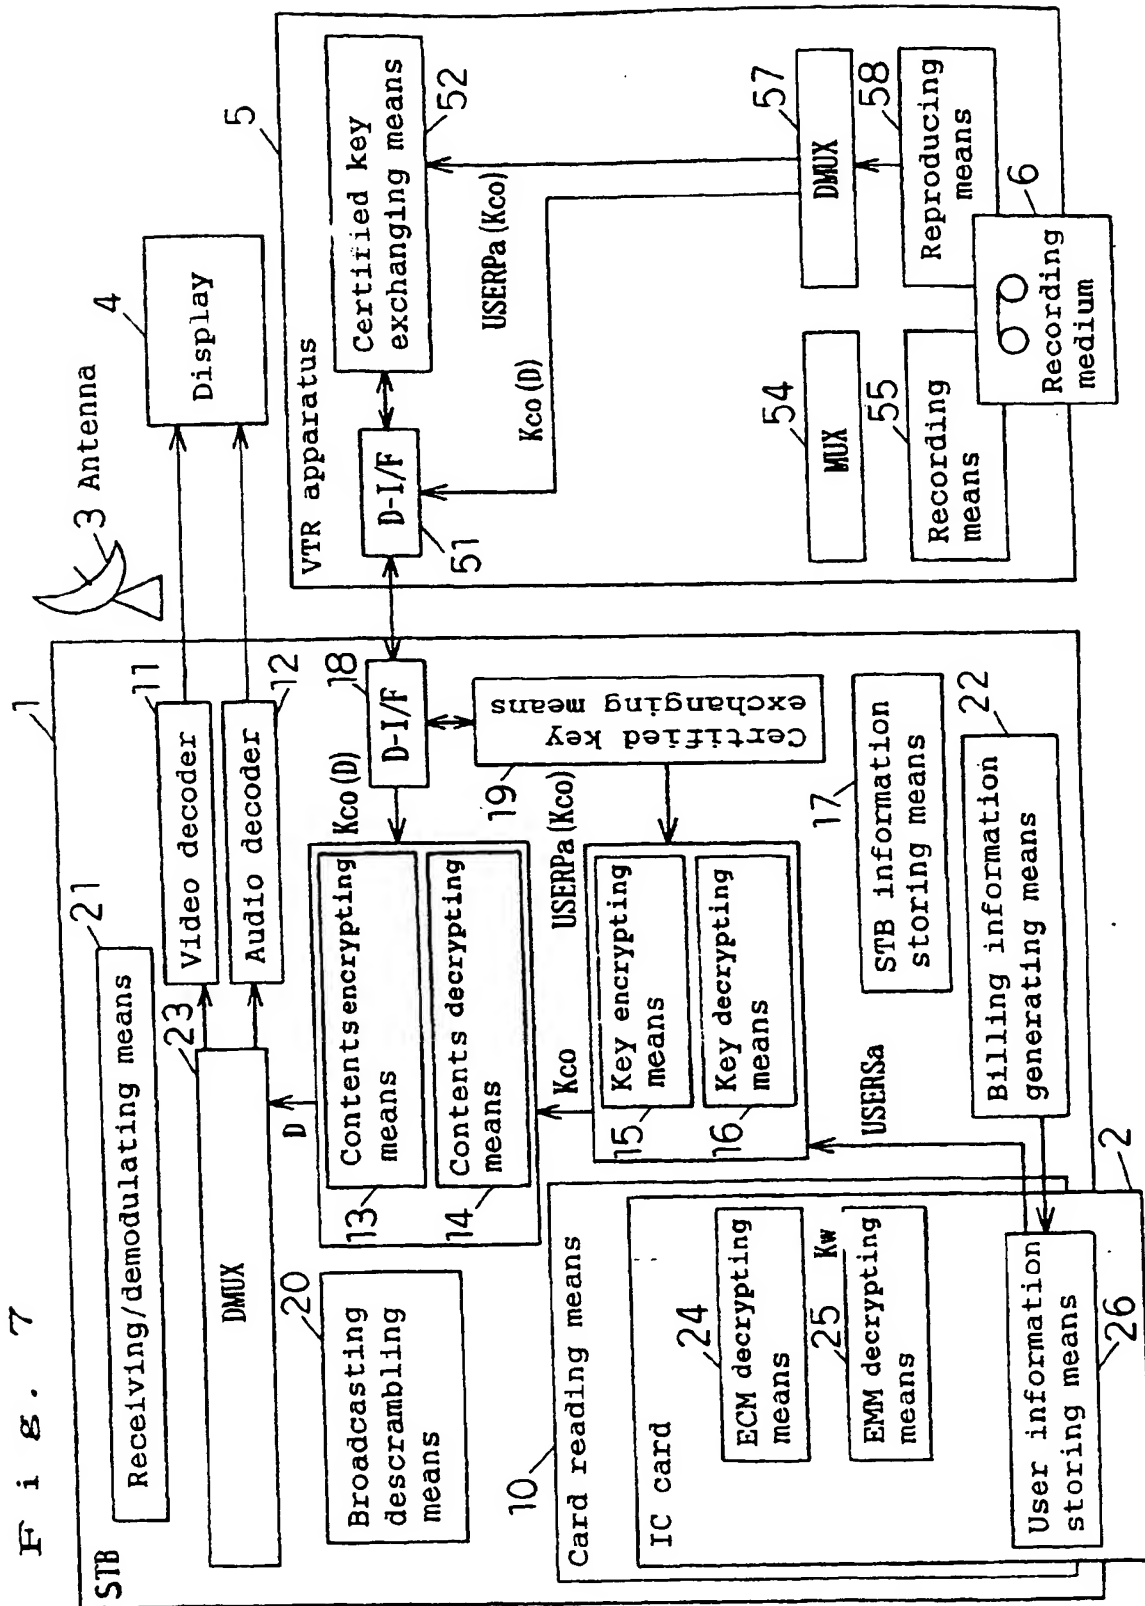 Fig. 7
STB
1
Receiving/demodulating means
21
DMUX
23
Video decoder
11
Audio decoder
12
3 Antenna
4
Display
Broadcasting
descrambling
means
20
D
Contents encrypting
means
13
Contents decrypting
means
14
Kco(D)
D-I/F
18
Certified key
exchanging means
19
USERPa(Kco)
Kco
Key encrypting
means
15
Key decrypting
means
16
USERSa
STB information
storing means
17
Billing information
generating means
22
Card reading means
10
IC card
2
ECM decrypting
means
24
Kw
EMM decrypting
means
25
User information
storing means
26
VTR apparatus
5
D-I/F
51
Certified key
exchanging means
52
USERPa(Kco)
Kco(D)
MUX
54
DMUX
57
Recording
means
55
Reproducing
means
58
Recording
medium
6